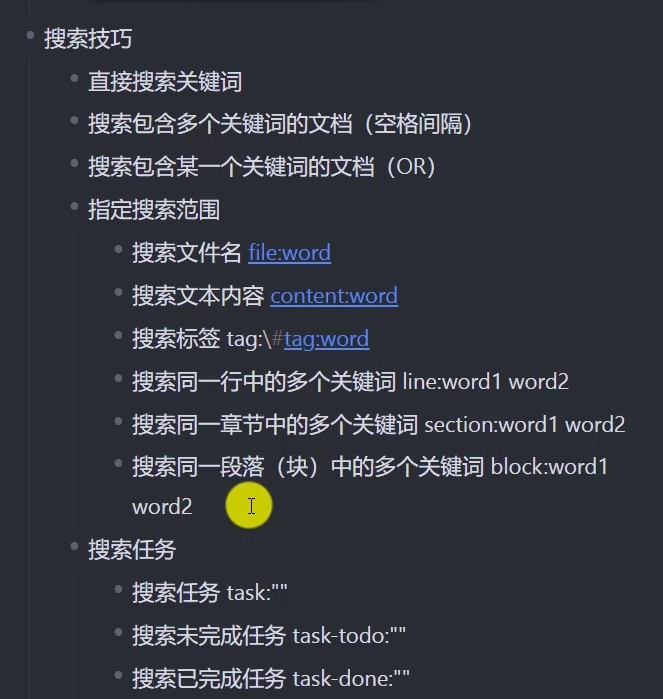 搜索技巧
直接搜索关键词
搜索包含多个关键词的文档（空格间隔）
搜索包含某一个关键词的文档（OR）
指定搜索范围
搜索文件名 file:word
搜索文本内容 content:word
搜索标签 tag:\#tag:word
搜索同一行中的多个关键词 line:word1 word2
搜索同一章节中的多个关键词 section:word1 word2
搜索同一段落（块）中的多个关键词 block:word1
word2
搜索任务
搜索任务 task:""
搜索未完成任务 task-todo:""
搜索已完成任务 task-done:""